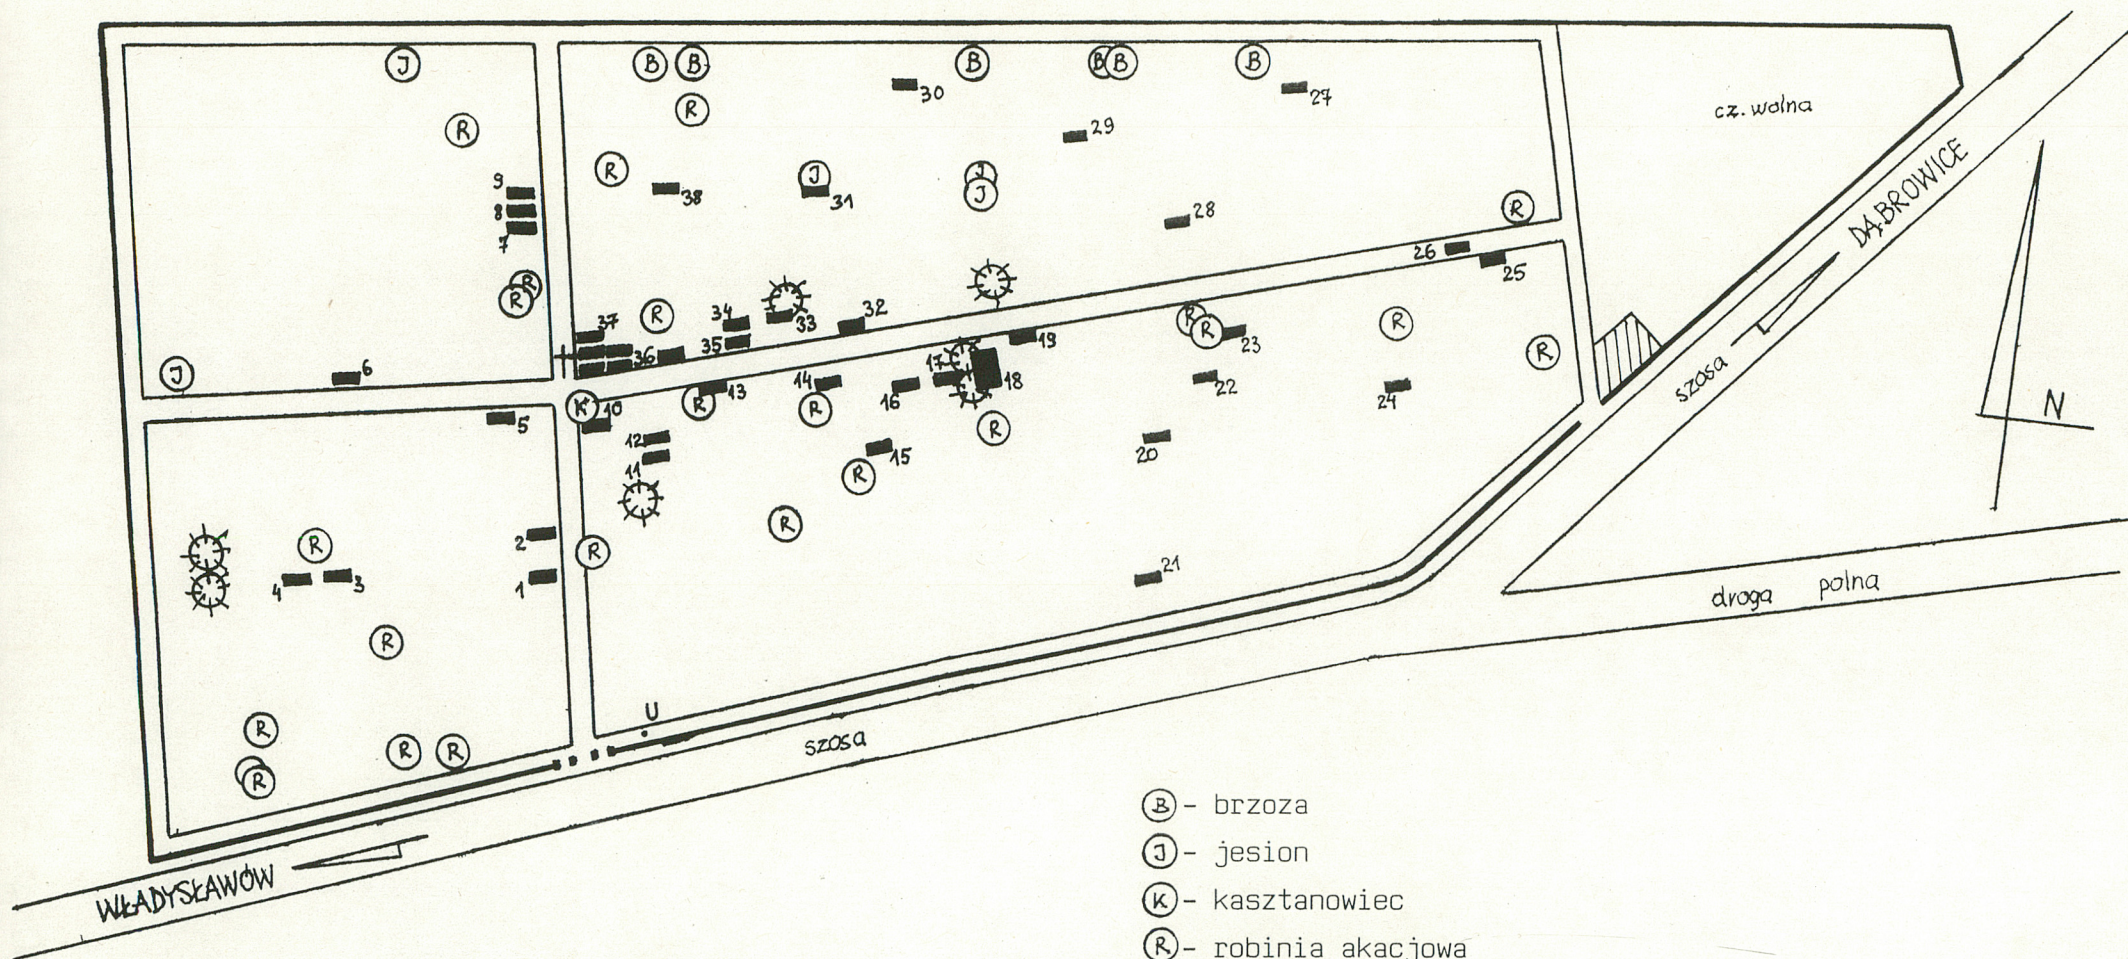 J B B B B B B
R R
30 27
29
cz. wolna
R J J J
9 8 7
38 31 28
R
DĄBROWICE
R R
26 25
37 R 34 33 32
36 35
R R 23 R R
szosa
J 6
17 18 19
13 14 16 22 24
N
K 10 R R
5 12 11 15 R 20
R
R R
2 R
1 4 3 21
droga polna
R
U
szosa
R R R
R
WŁADYSŁAWÓW
B - brzoza
J - jesion
K - kasztanowiec
R - robinia akacjowa